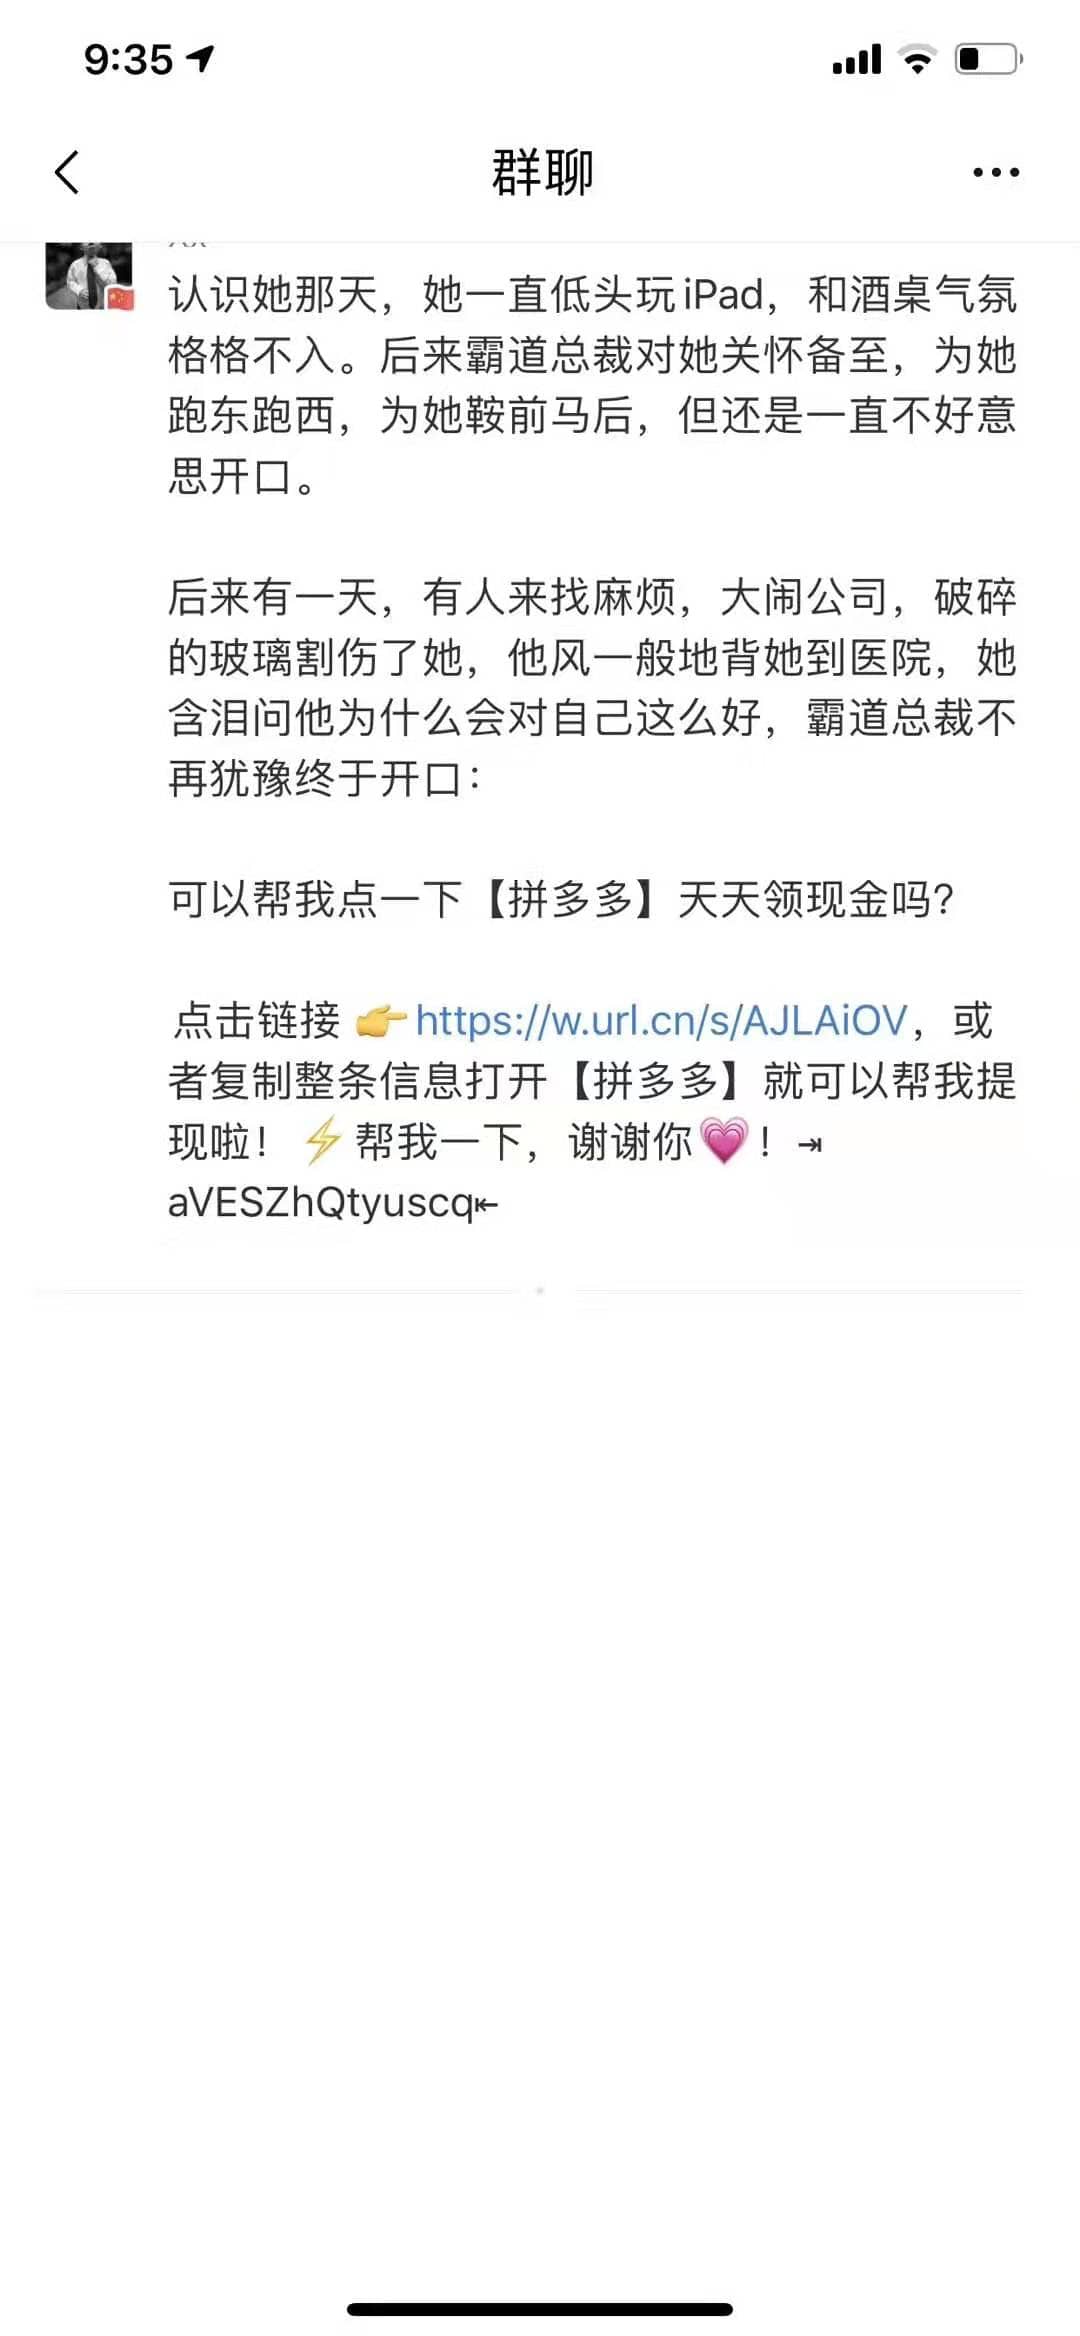 9:35
群聊
认识她那天，她一直低头玩iPad，和酒桌气氛
格格不入。后来霸道总裁对她关怀备至，为她
跑东跑西，为她鞍前马后，但还是一直不好意
思开口。
后来有一天，有人来找麻烦，大闹公司，破碎
的玻璃割伤了她，他风一般地背她到医院，她
含泪问他为什么会对自己这么好，霸道总裁不
再犹豫终于开口：
可以帮我点一下【拼多多】天天领现金吗？
点击链接 👉https://w.url.cn/s/AJLAiOV，或
者复制整条信息打开【拼多多】就可以帮我提
现啦！ ⚡帮我一下，谢谢你💗！⇥
aVESZhQtyuscq⇤